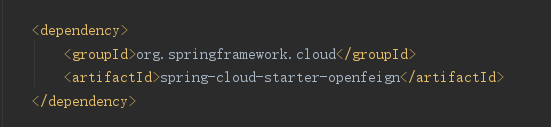 <dependency>
<groupId>org.springframework.cloud</groupId>
<artifactId>spring-cloud-starter-openfeign</artifactId>
</dependency>